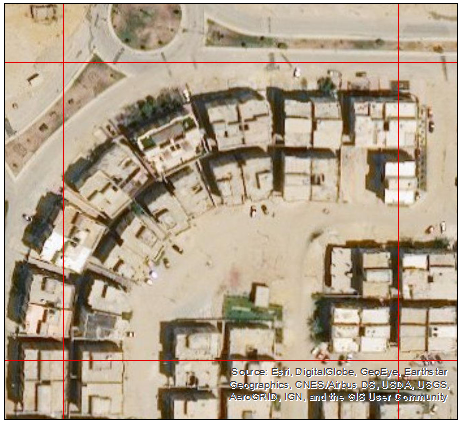 Source: Esri, DigitalGlobe, GeoEye, Earthstar
Geographics, CNES/Airbus DS, USDA, USGS,
AeroGRID, IGN, and the GIS User Community